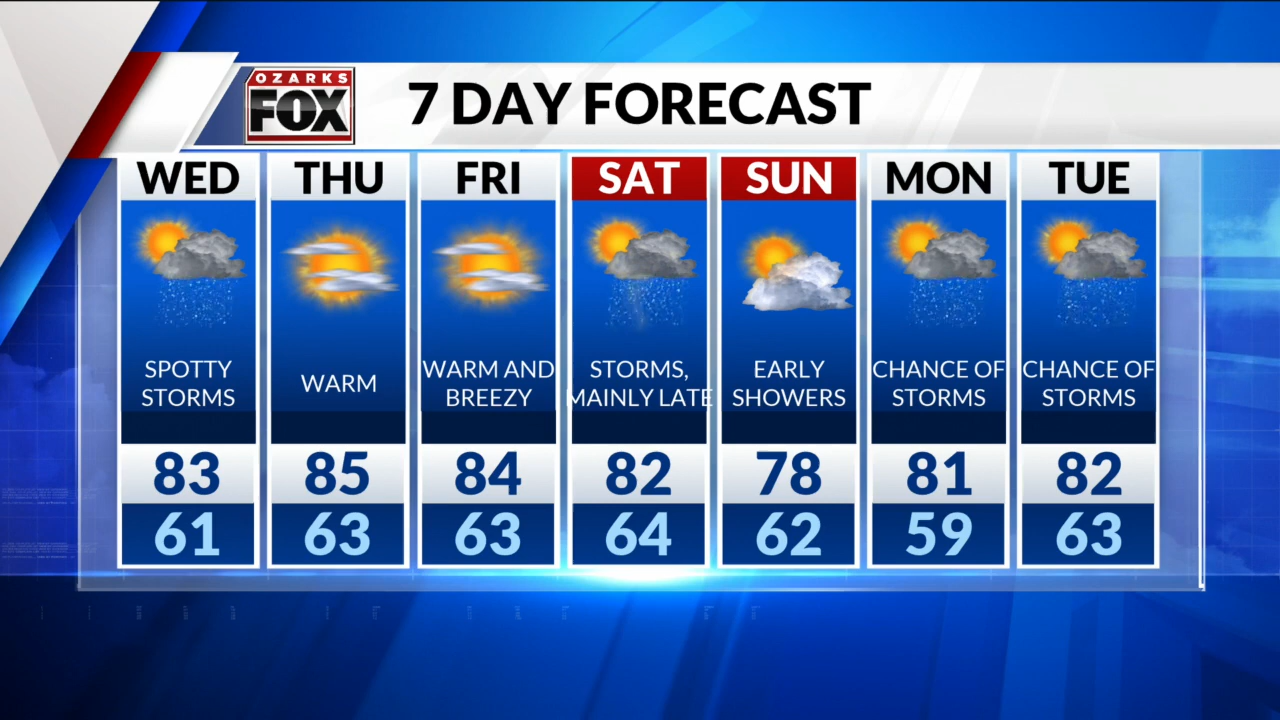 OZARKS
FOX
7 DAY FORECAST
WED THU FRI SAT SUN MON TUE
SPOTTY
STORMS
WARM
WARM AND
BREEZY
STORMS,
MAINLY LATE
EARLY
SHOWERS
CHANCE OF
STORMS
CHANCE OF
STORMS
83 85 84 82 78 81 82
61 63 63 64 62 59 63